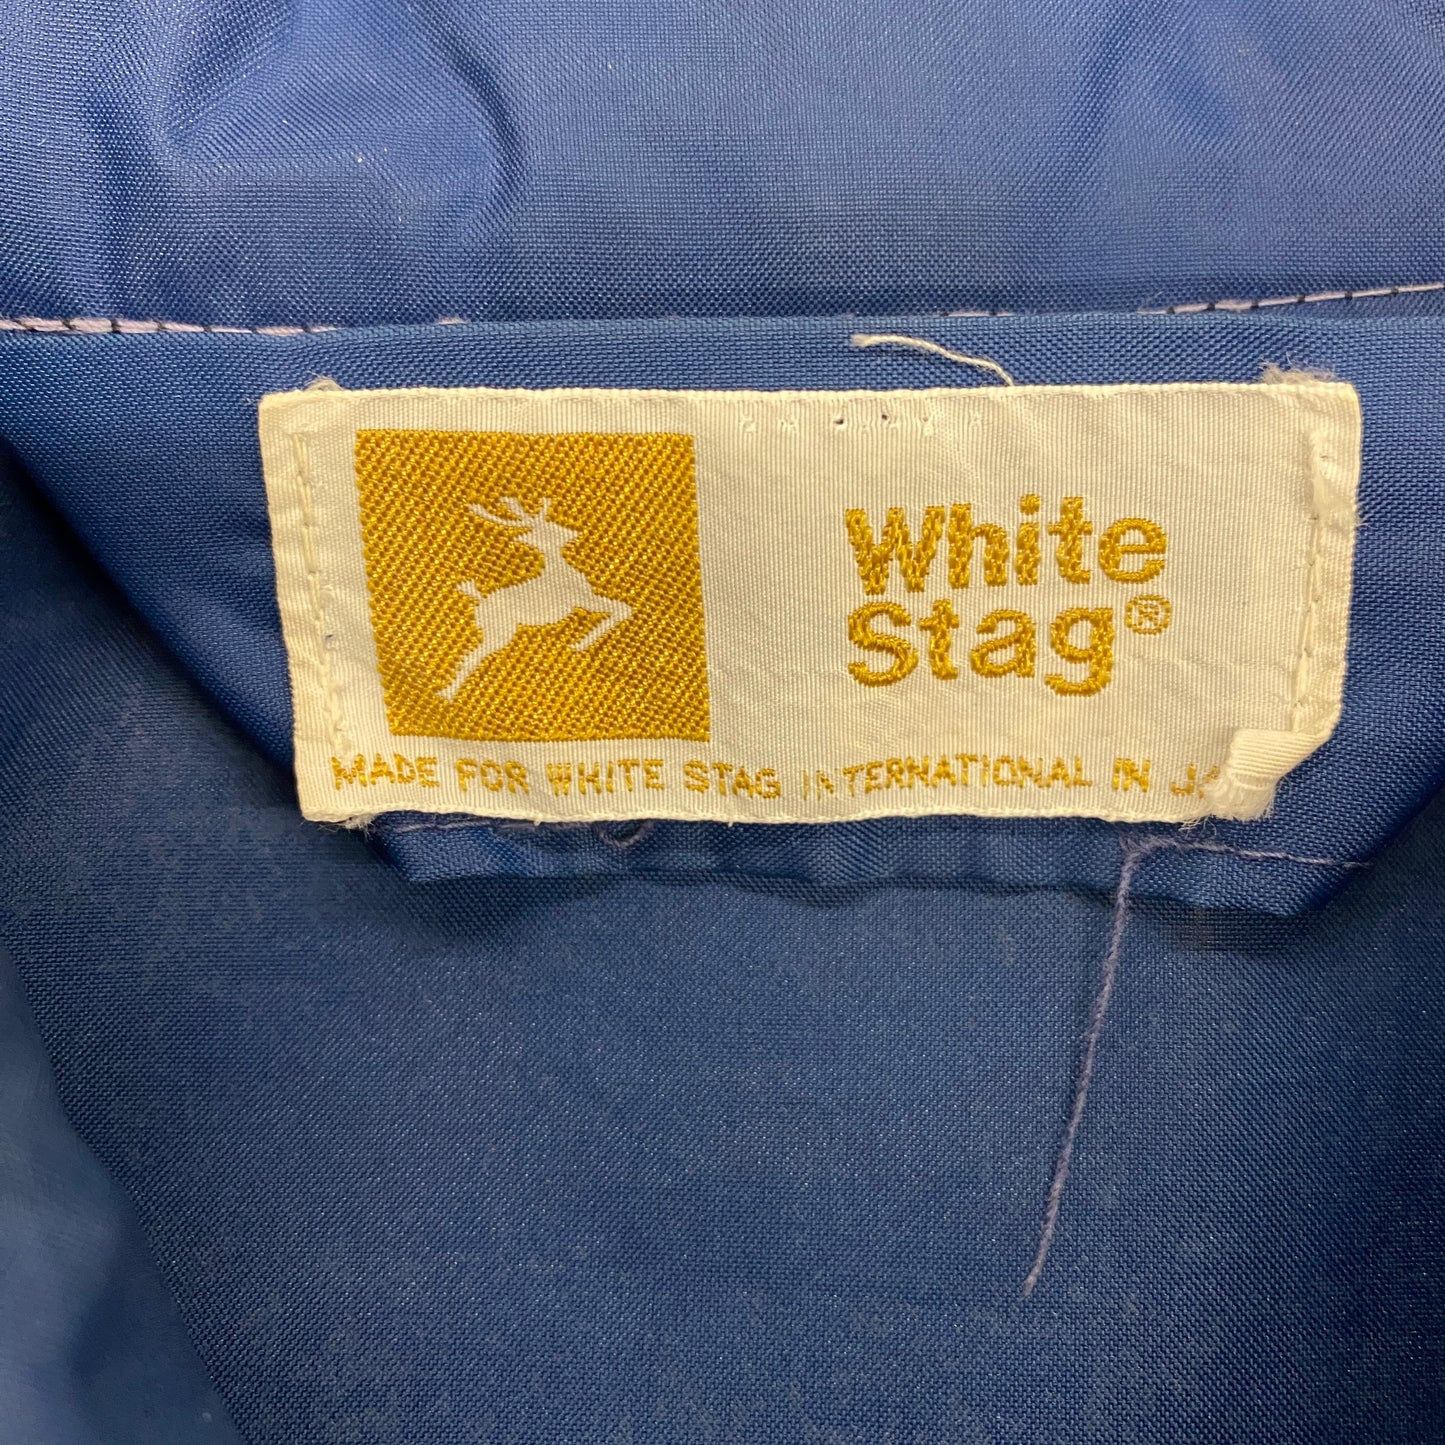 White
Stag®
MADE FOR WHITE STAG INTERNATIONAL IN